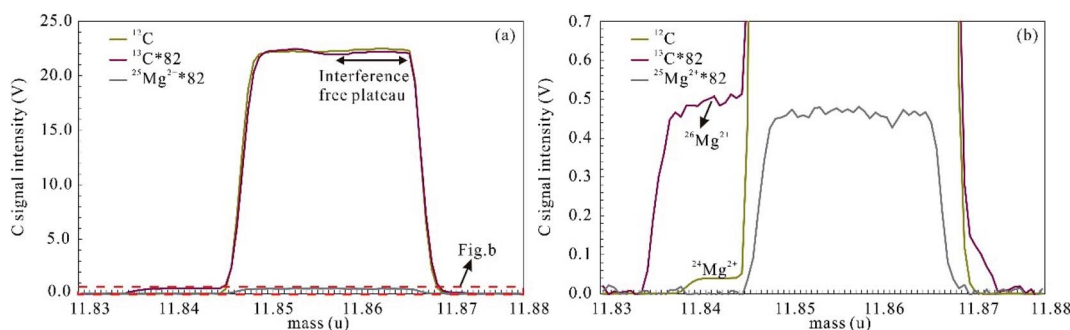 25.0
(a)
¹²C
¹³C*82
²⁵Mg²⁻*82
20.0
Interference
free plateau
15.0
10.0
5.0
Fig.b
0.0
11.83 11.84 11.85 11.86 11.87 11.88
mass (u)
C signal intensity (V)
0.7
(b)
¹²C
¹³C*82
²⁵Mg²⁺*82
0.6
0.5
²⁶Mg²⁺
0.4
0.3
0.2
0.1
²⁴Mg²⁺
0.0
11.83 11.84 11.85 11.86 11.87 11.88
mass (u)
C signal intensity (V)